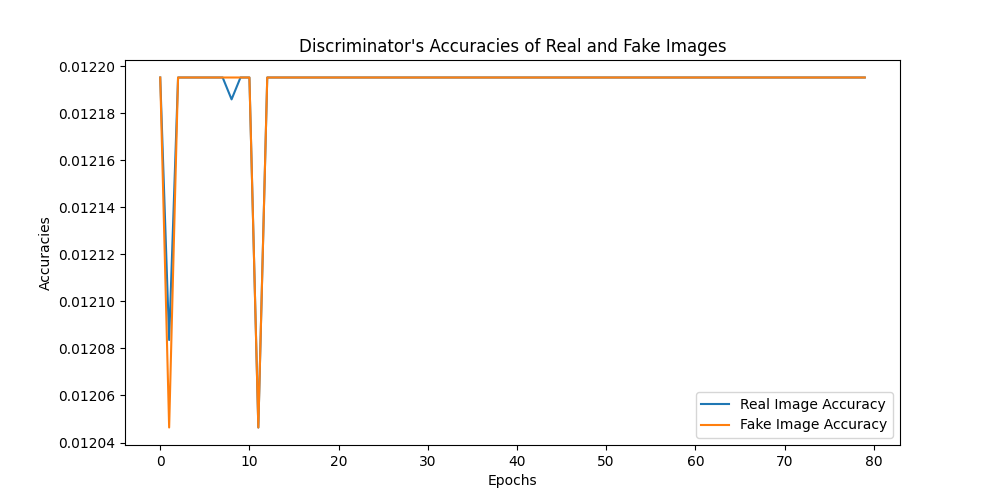 Discriminator's Accuracies of Real and Fake Images
Accuracies
0.01220
0.01218
0.01216
0.01214
0.01212
0.01210
0.01208
0.01206
0.01204
0 10 20 30 40 50 60 70 80
Epochs
Real Image Accuracy
Fake Image Accuracy